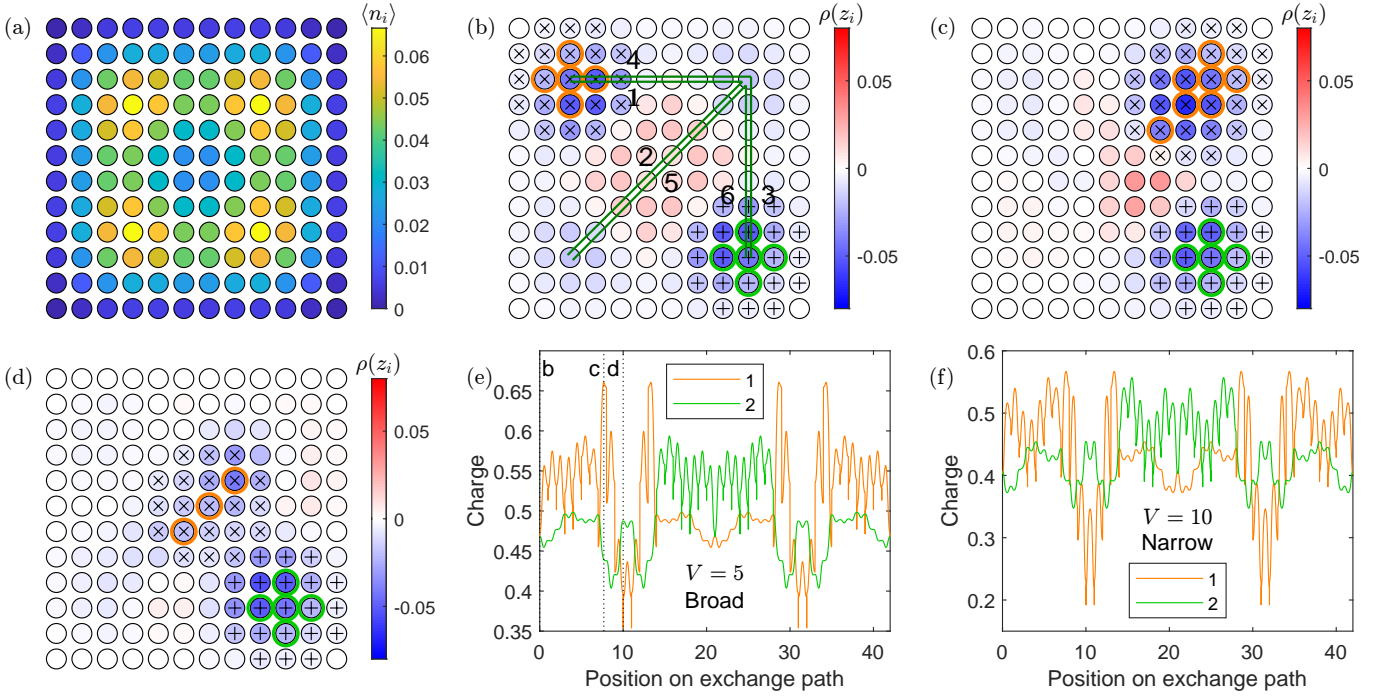 (a)
⟨n_i⟩
0.06
0.05
0.04
0.03
0.02
0.01
0
(b)
ρ(z_i)
4
1
2
5
6
3
0.05
0
-0.05
(c)
ρ(z_i)
0.05
0
-0.05
(d)
ρ(z_i)
0.05
0
-0.05
(e)
Charge
0.65
0.6
0.55
0.5
0.45
0.4
0.35
b
c
d
1
2
V = 5
Broad
0
10
20
30
40
Position on exchange path
(f)
Charge
0.6
0.5
0.4
0.3
0.2
V = 10
Narrow
1
2
0
10
20
30
40
Position on exchange path